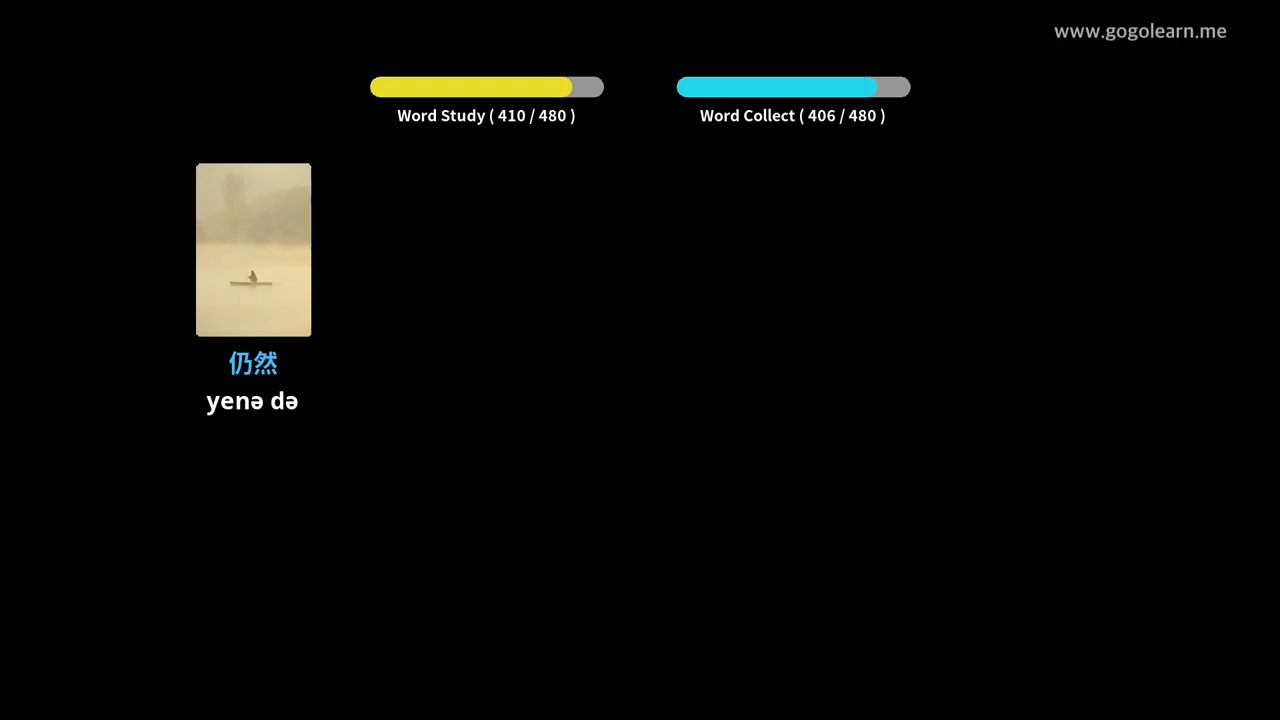 www.gogolearn.me
Word Study ( 410 / 480 )
Word Collect ( 406 / 480 )
仍然
yenə də